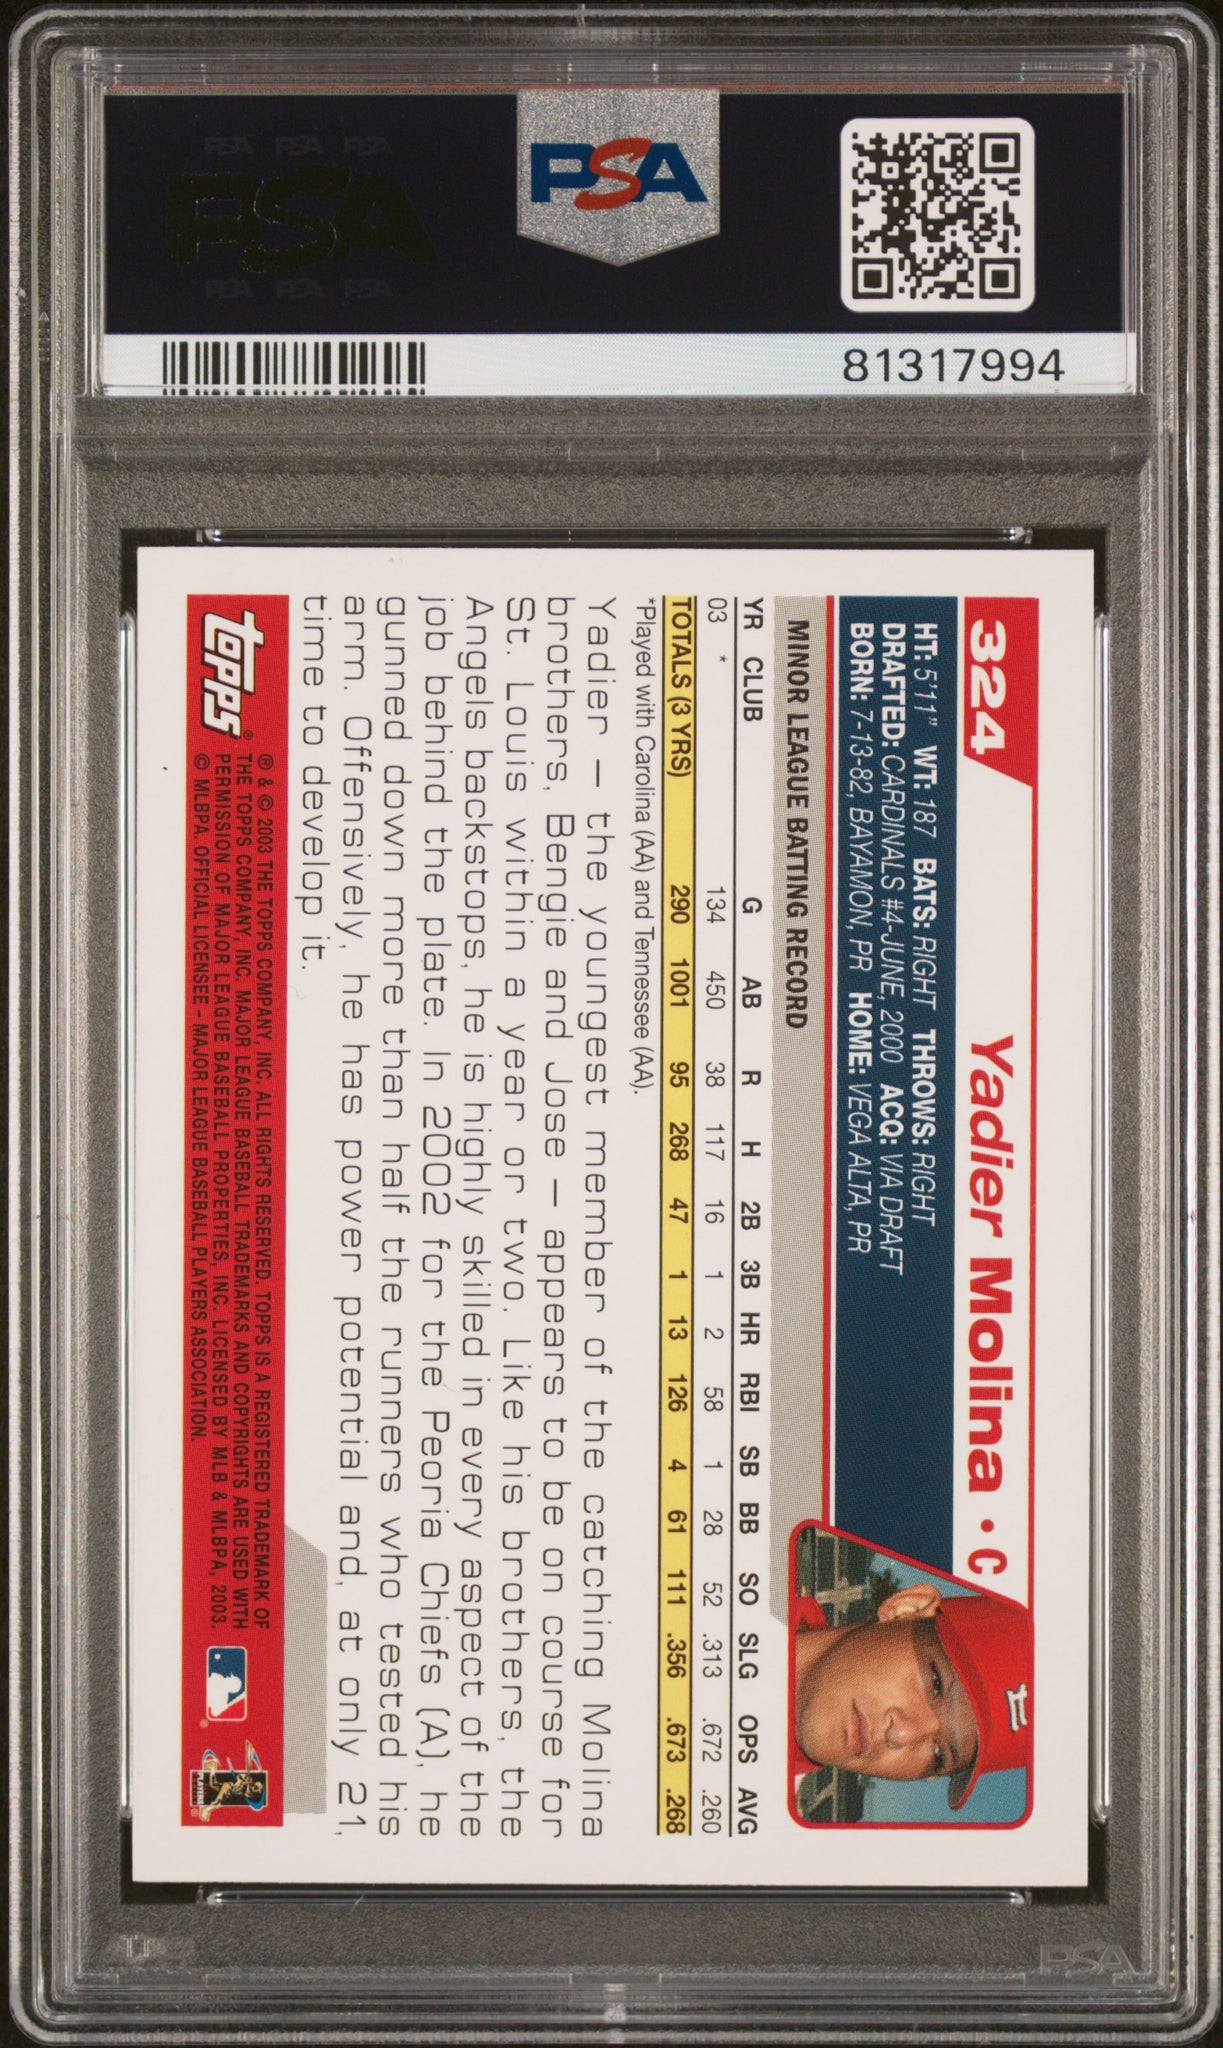 PSA PSA PSA
PSA
PSA PSA PSA
PSA
81317994
324
Yadier Molina • C
HT: 5'11" WT: 187 BATS: RIGHT THROWS: RIGHT
DRAFTED: CARDINALS #4-JUNE, 2000 ACQ: VIA DRAFT
BORN: 7-13-82, BAYAMON, PR HOME: VEGA ALTA, PR
MINOR LEAGUE BATTING RECORD
YR CLUB G AB R H 2B 3B HR RBI SB BB SO SLG OPS AVG
03 * 134 450 38 117 16 1 2 58 1 28 52 .313 .672 .260
TOTALS (3 YRS) 290 1001 95 268 47 1 13 126 4 61 111 .356 .673 .268
*Played with Carolina (AA) and Tennessee (AA).
Yadier — the youngest member of the catching Molina
brothers, Bengie and Jose — appears to be on course for
St. Louis within a year or two. Like his brothers, the
Angels backstops, he is highly skilled in every aspect of the
job behind the plate. In 2002 for the Peoria Chiefs (A), he
gunned down more than half the runners who tested his
arm. Offensively, he has power potential and, at only 21,
time to develop it.
topps®
® & © 2003 THE TOPPS COMPANY, INC. ALL RIGHTS RESERVED. TOPPS IS A REGISTERED TRADEMARK OF
THE TOPPS COMPANY, INC. MAJOR LEAGUE BASEBALL TRADEMARKS AND COPYRIGHTS ARE USED WITH
PERMISSION OF MAJOR LEAGUE BASEBALL PROPERTIES, INC. LICENSED BY MLB & MLBPA, 2003.
© MLBPA. OFFICIAL LICENSEE – MAJOR LEAGUE BASEBALL PLAYERS ASSOCIATION.
PSA